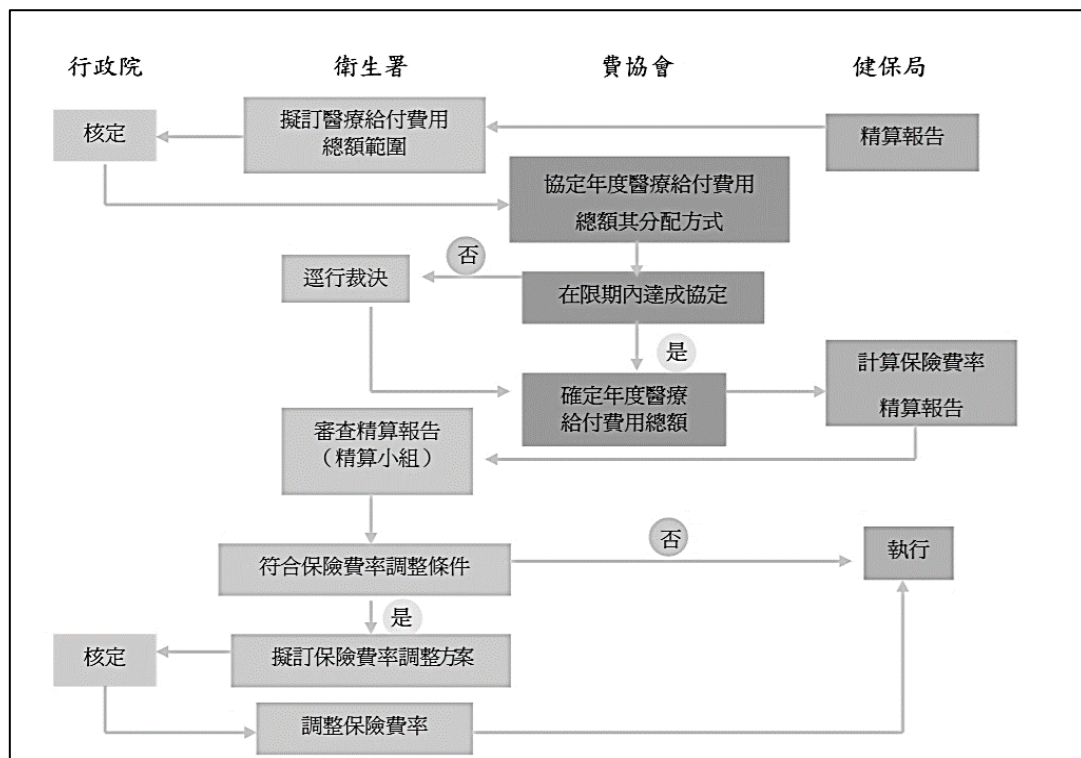 行政院 衛生署 費協會 健保局
核定
擬訂醫療給付費用
總額範圍
精算報告
協定年度醫療給付費用
總額其分配方式
否
逕行裁決
在限期內達成協定
是
確定年度醫療
給付費用總額
計算保險費率
精算報告
審查精算報告
(精算小組)
符合保險費率調整條件
否
執行
是
核定
擬訂保險費率調整方案
調整保險費率